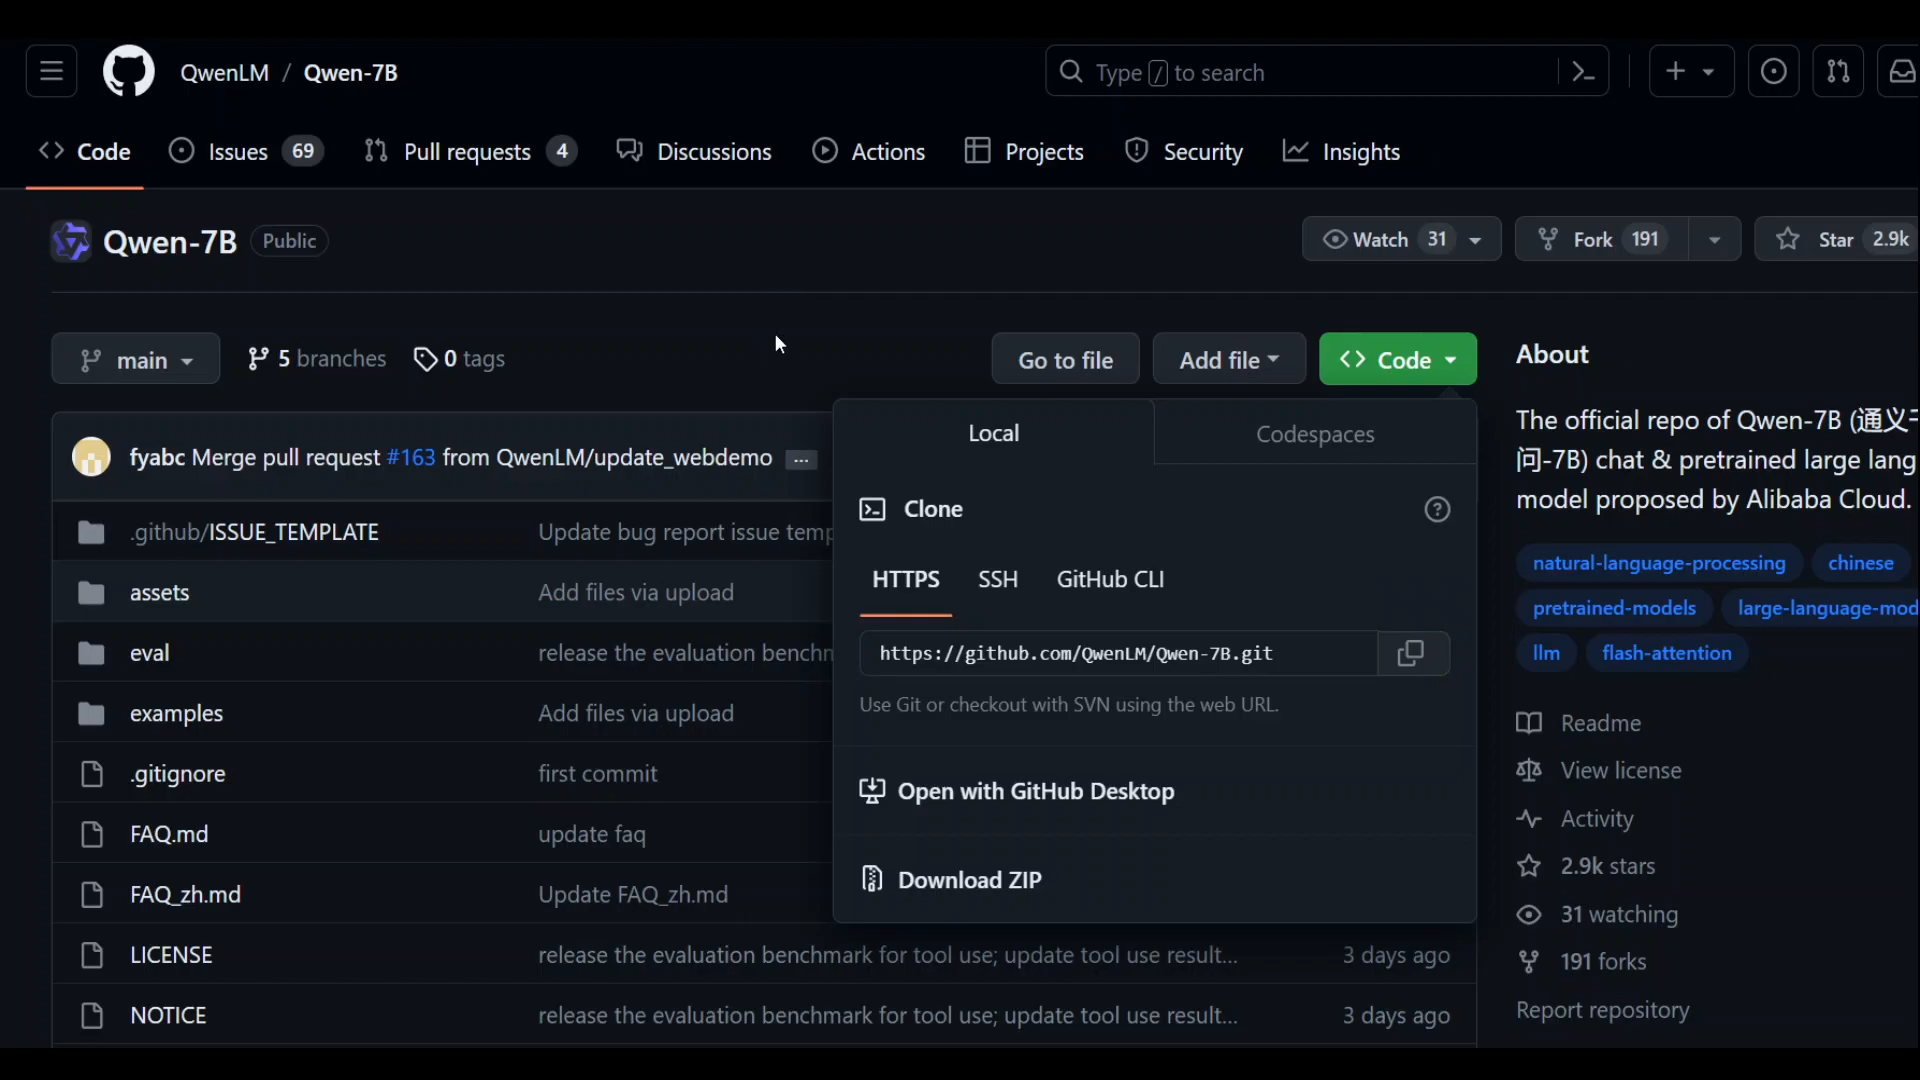 QwenLM / Qwen-7B
Type / to search
Code
Issues 69
Pull requests 4
Discussions
Actions
Projects
Security
Insights
Qwen-7B Public
Watch 31
Fork 191
Star 2.9k
main
5 branches
0 tags
Go to file
Add file
Code
fyabc Merge pull request #163 from QwenLM/update_webdemo ...
.github/ISSUE_TEMPLATE Update bug report issue temp
assets Add files via upload
eval release the evaluation benchm
examples Add files via upload
.gitignore first commit
FAQ.md update faq
FAQ_zh.md Update FAQ_zh.md
LICENSE release the evaluation benchmark for tool use; update tool use result... 3 days ago
NOTICE release the evaluation benchmark for tool use; update tool use result... 3 days ago
Local
Codespaces
Clone
HTTPS SSH GitHub CLI
https://github.com/QwenLM/Qwen-7B.git
Use Git or checkout with SVN using the web URL.
Open with GitHub Desktop
Download ZIP
About
The official repo of Qwen-7B (通义
问-7B) chat & pretrained large lang
model proposed by Alibaba Cloud.
natural-language-processing chinese
pretrained-models large-language-mod
llm flash-attention
Readme
View license
Activity
2.9k stars
31 watching
191 forks
Report repository